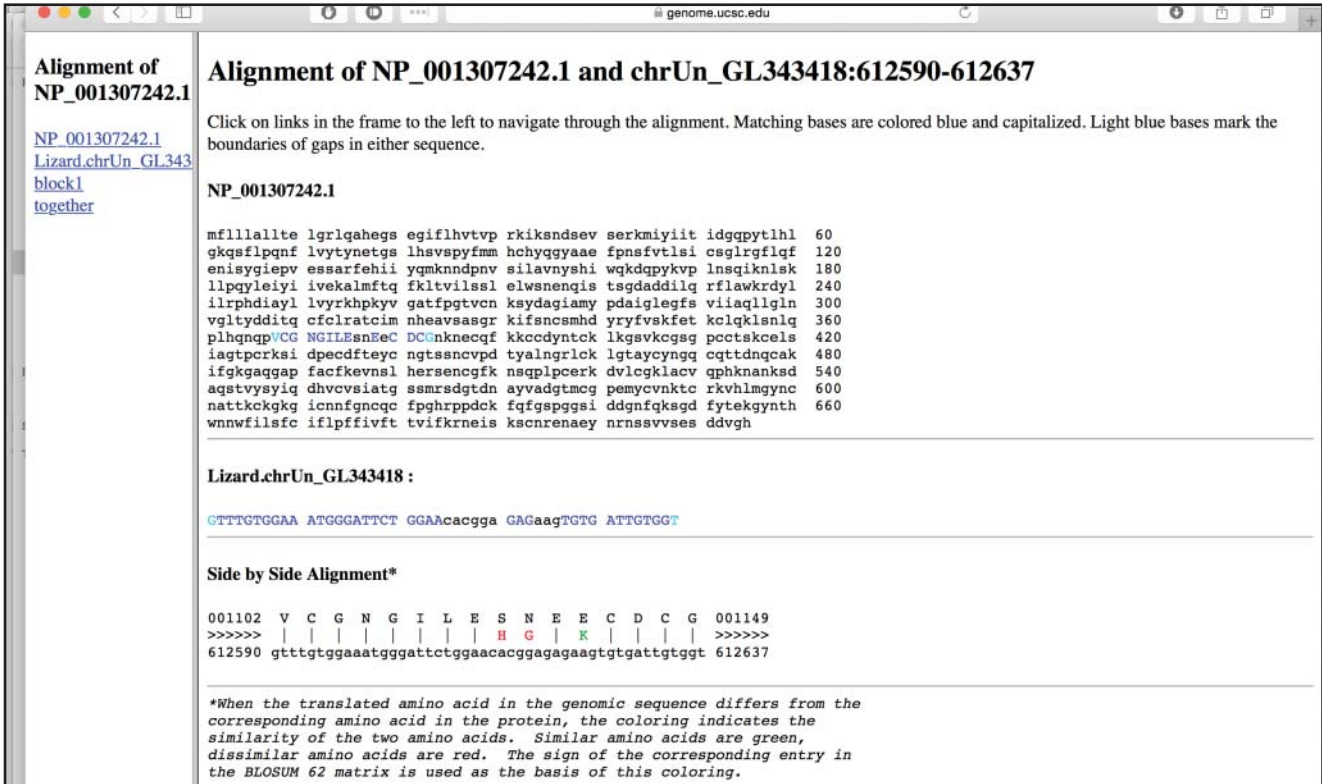 genome.ucsc.edu
Alignment of
NP_001307242.1
NP_001307242.1
Lizard.chrUn_GL343
block1
together
Alignment of NP_001307242.1 and chrUn_GL343418:612590-612637
Click on links in the frame to the left to navigate through the alignment. Matching bases are colored blue and capitalized. Light blue bases mark the
boundaries of gaps in either sequence.
NP_001307242.1
mflllallte lgrlqahegs egiflhvtvp rkiksndsev serkmiyiit idgqpytlhl 60
gkqsflpqnf lvytynetgs lhsvspyfmm hchyqgyaae fpnsfvtlsi csglrgflqf 120
enisygiepv essarfehii yqmknndpnv silavnyshi wqkdqpykvp lnsqiknlsk 180
llpqyleiyi ivekalmftq fkltvilssl elwsnenqis tsgdaddilq rflawkrdyl 240
ilrphdiayl lvyrkhpkyv gatfpgtvcn ksydagiamy pdaiglegfs viiaqllgln 300
vgltydditq cfclratcim nheavsasgr kifsncsmhd yryfvskfet kclqklsnlq 360
plhqnqpVCG NGILEsnEeC DCGnknecqf kkccdyntck lkgsvkcgsg pcctskcels 420
iagtpcrksi dpecdfteyc ngtssncvpd tyalngrlck lgtaycyngq cqttdnqcak 480
ifgkgaqgap facfkevnsl hersencgfk nsqplpcerk dvlcgklacv qphknanksd 540
aqstvysyiq dhvcvsiatg ssmrsdgtdn ayvadgtmcg pemycvnktc rkvhlmgync 600
nattkckgkg icnnfgncqc fpghrppdck fqfgspggsi ddgnfqksgd fytekgynth 660
wnnwfilsfc iflpffivft tvifkrneis kscnrenaey nrnssvvses ddvgh
Lizard.chrUn_GL343418 :
GTTTGTGGAA ATGGGATTCT GGAAcacgga GAGaagTGTG ATTGTGGT
Side by Side Alignment*
001102 V C G N G I L E S N E E C D C G 001149
>>>>>> | | | | | | | | H G | K | | | | >>>>>>
612590 gtttgtggaaatgggattctggaacacggagagaagtgtgattgtggt 612637
*When the translated amino acid in the genomic sequence differs from the
corresponding amino acid in the protein, the coloring indicates the
similarity of the two amino acids. Similar amino acids are green,
dissimilar amino acids are red. The sign of the corresponding entry in
the BLOSUM 62 matrix is used as the basis of this coloring.